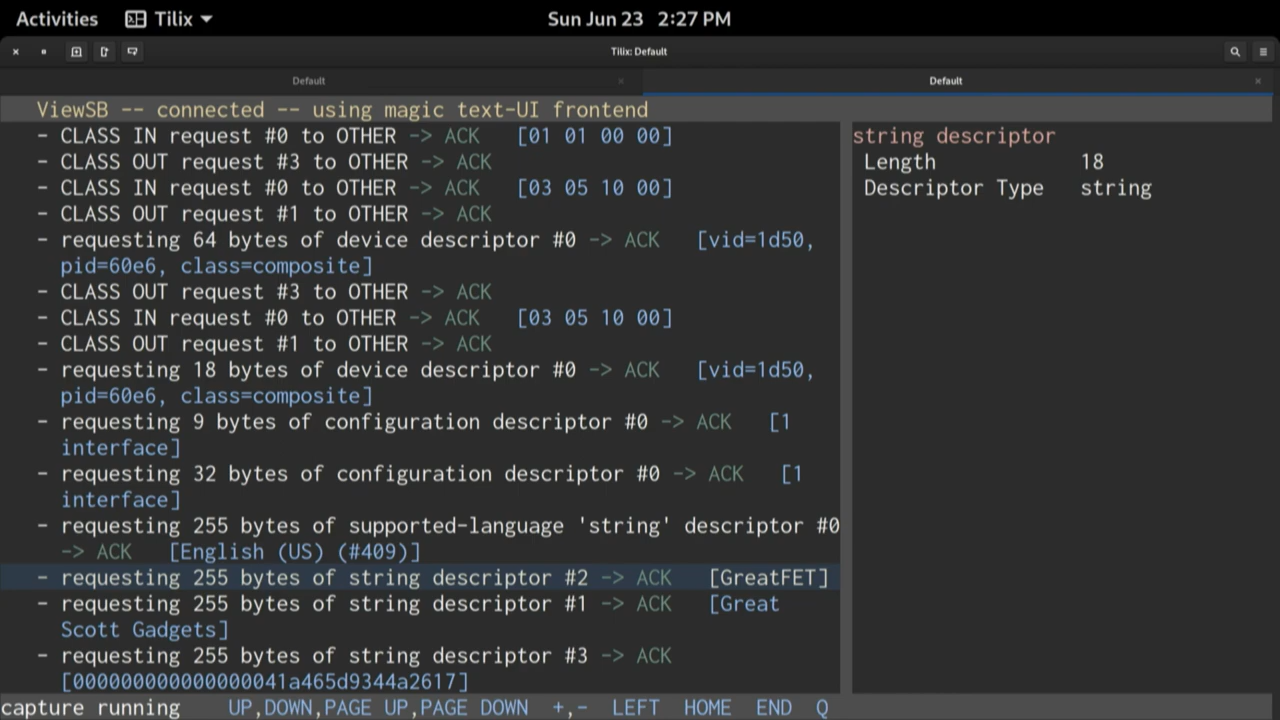 Activities Tilix Sun Jun 23 2:27 PM
Tilix: Default
Default Default
ViewSB -- connected -- using magic text-UI frontend
- CLASS IN request #0 to OTHER -> ACK [01 01 00 00]
- CLASS OUT request #3 to OTHER -> ACK
- CLASS IN request #0 to OTHER -> ACK [03 05 10 00]
- CLASS OUT request #1 to OTHER -> ACK
- requesting 64 bytes of device descriptor #0 -> ACK [vid=1d50,
pid=60e6, class=composite]
- CLASS OUT request #3 to OTHER -> ACK
- CLASS IN request #0 to OTHER -> ACK [03 05 10 00]
- CLASS OUT request #1 to OTHER -> ACK
- requesting 18 bytes of device descriptor #0 -> ACK [vid=1d50,
pid=60e6, class=composite]
- requesting 9 bytes of configuration descriptor #0 -> ACK [1
interface]
- requesting 32 bytes of configuration descriptor #0 -> ACK [1
interface]
- requesting 255 bytes of supported-language 'string' descriptor #0
-> ACK [English (US) (#409)]
- requesting 255 bytes of string descriptor #2 -> ACK [GreatFET]
- requesting 255 bytes of string descriptor #1 -> ACK [Great
Scott Gadgets]
- requesting 255 bytes of string descriptor #3 -> ACK
[000000000000000041a465d9344a2617]
string descriptor
Length 18
Descriptor Type string
capture running UP,DOWN,PAGE UP,PAGE DOWN +,- LEFT HOME END Q